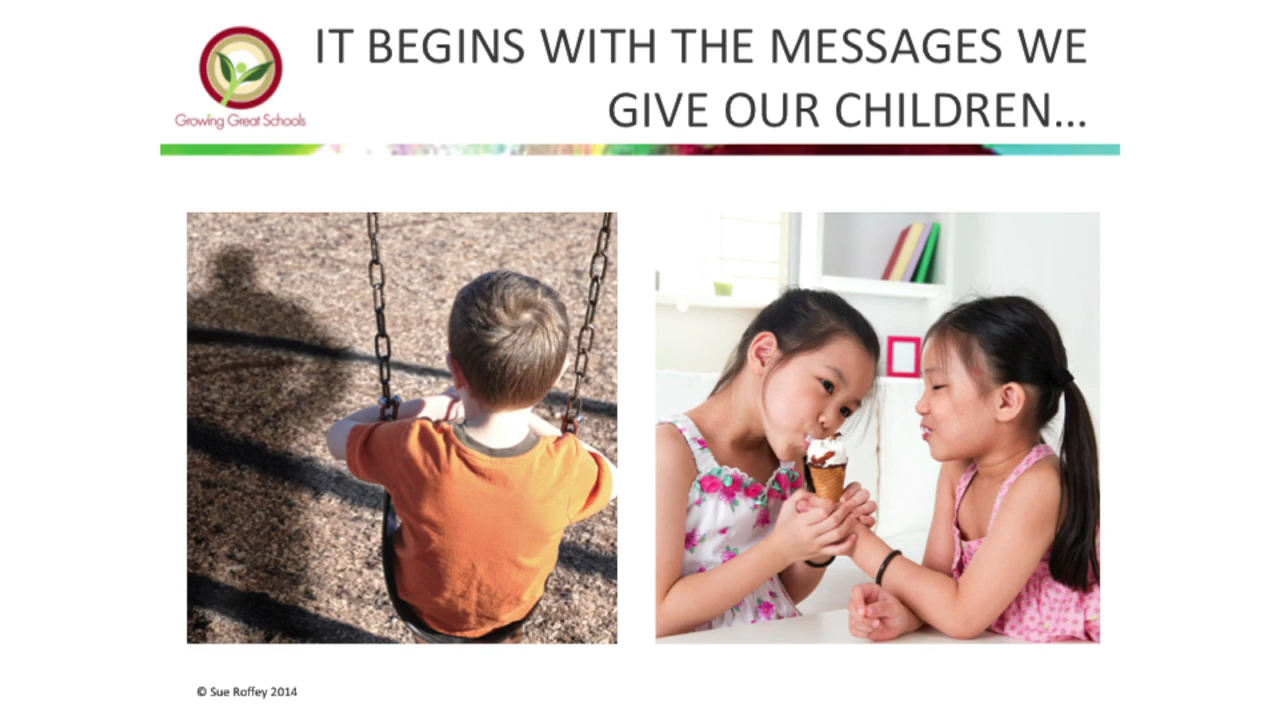 IT BEGINS WITH THE MESSAGES WE
GIVE OUR CHILDREN...
Growing Great Schools
© Sue Roffey 2014